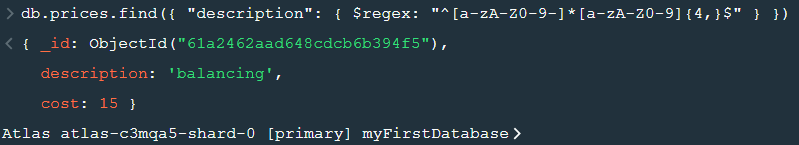 > db.prices.find({ "description": { $regex: "^[a-zA-Z0-9-]*[a-zA-Z0-9]{4,}$" } })
< { _id: ObjectId("61a2462aad648cdcb6b394f5"),
description: 'balancing',
cost: 15 }
Atlas atlas-c3mqa5-shard-0 [primary] myFirstDatabase>